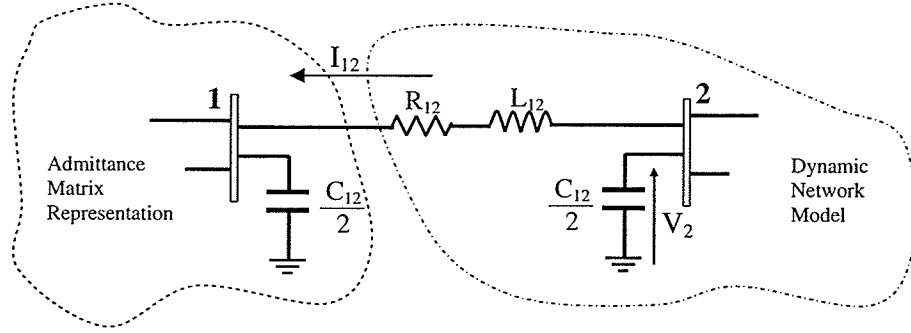 I12
1
R12
L12
2
Admittance
Matrix
Representation
C12
2
C12
2
V2
Dynamic
Network
Model